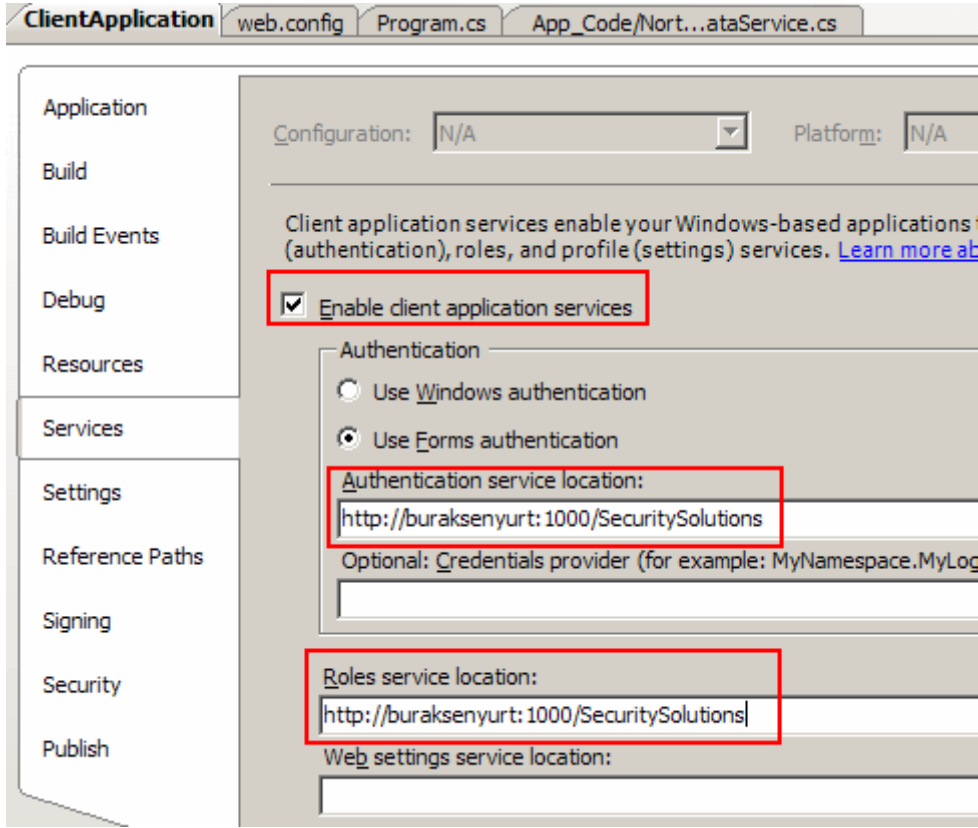 ClientApplication web.config Program.cs App_Code/Nort...ataService.cs
Application
Build
Build Events
Debug
Resources
Services
Settings
Reference Paths
Signing
Security
Publish
Configuration: N/A Platform: N/A
Client application services enable your Windows-based applications
(authentication), roles, and profile (settings) services. Learn more ab
Enable client application services
Authentication
Use Windows authentication
Use Forms authentication
Authentication service location:
http://buraksenyurt:1000/SecuritySolutions
Optional: Credentials provider (for example: MyNamespace.MyLog
Roles service location:
http://buraksenyurt:1000/SecuritySolutions
Web settings service location: